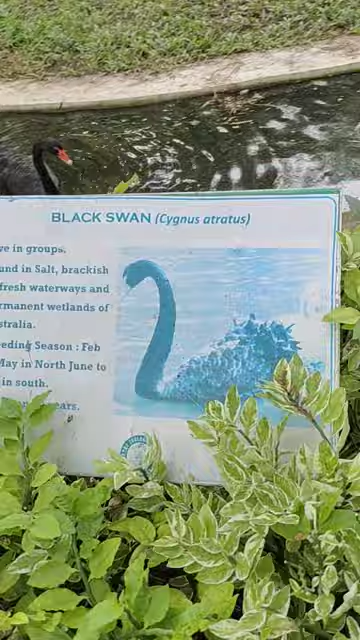 BLACK SWAN (Cygnus atratus)
ve in groups.
und in Salt, brackish
fresh waterways and
rmanent wetlands of
stralia.
eeding Season : Feb
May in North June to
in south.
ears.